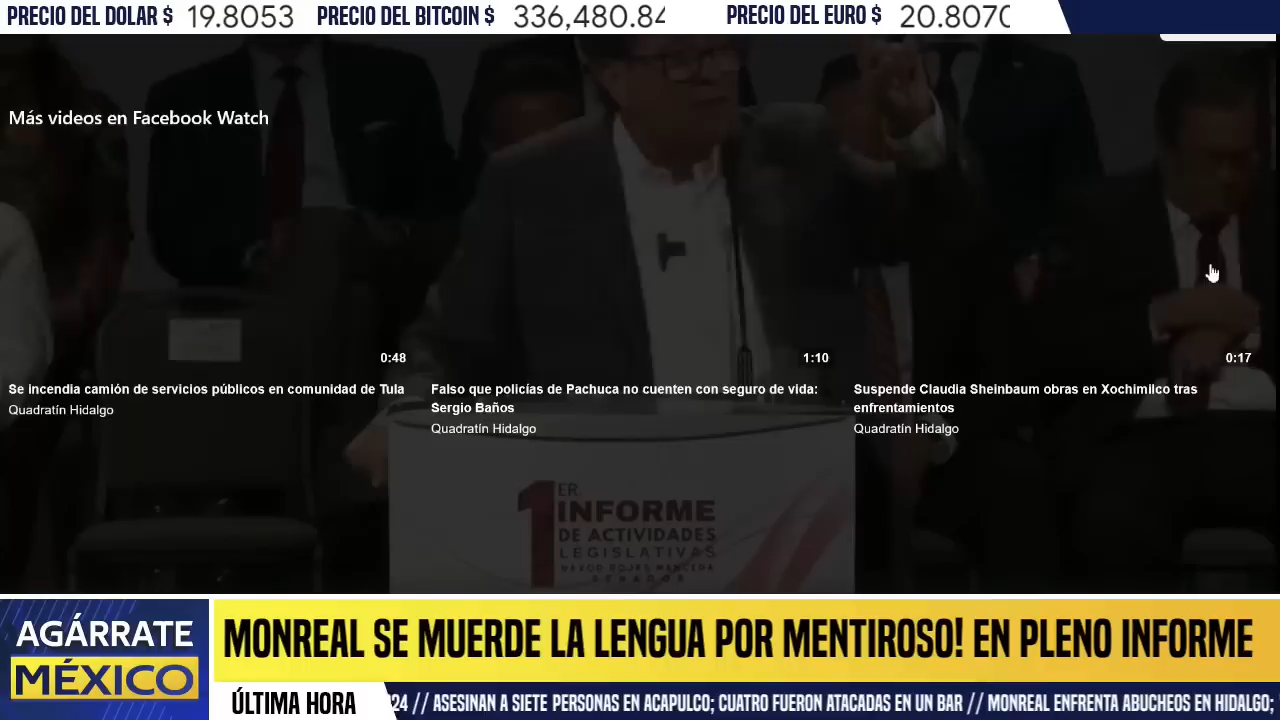 PRECIO DEL DOLAR $ 19.8053 PRECIO DEL BITCOIN $ 336,480.84 PRECIO DEL EURO $ 20.8070
Más videos en Facebook Watch
0:48
1:10
0:17
Se incendia camión de servicios públicos en comunidad de Tula
Quadratín Hidalgo
Falso que policías de Pachuca no cuenten con seguro de vida:
Sergio Baños
Quadratín Hidalgo
Suspende Claudia Sheinbaum obras en Xochimilco tras
enfrentamientos
Quadratín Hidalgo
1ER. INFORME
DE ACTIVIDADES
LEGISLATIVAS
SENADOR
AGÁRRATE
MÉXICO
MONREAL SE MUERDE LA LENGUA POR MENTIROSO! EN PLENO INFORME
ÚLTIMA HORA
24 // ASESINAN A SIETE PERSONAS EN ACAPULCO; CUATRO FUERON ATACADAS EN UN BAR // MONREAL ENFRENTA ABUCHEOS EN HIDALGO;